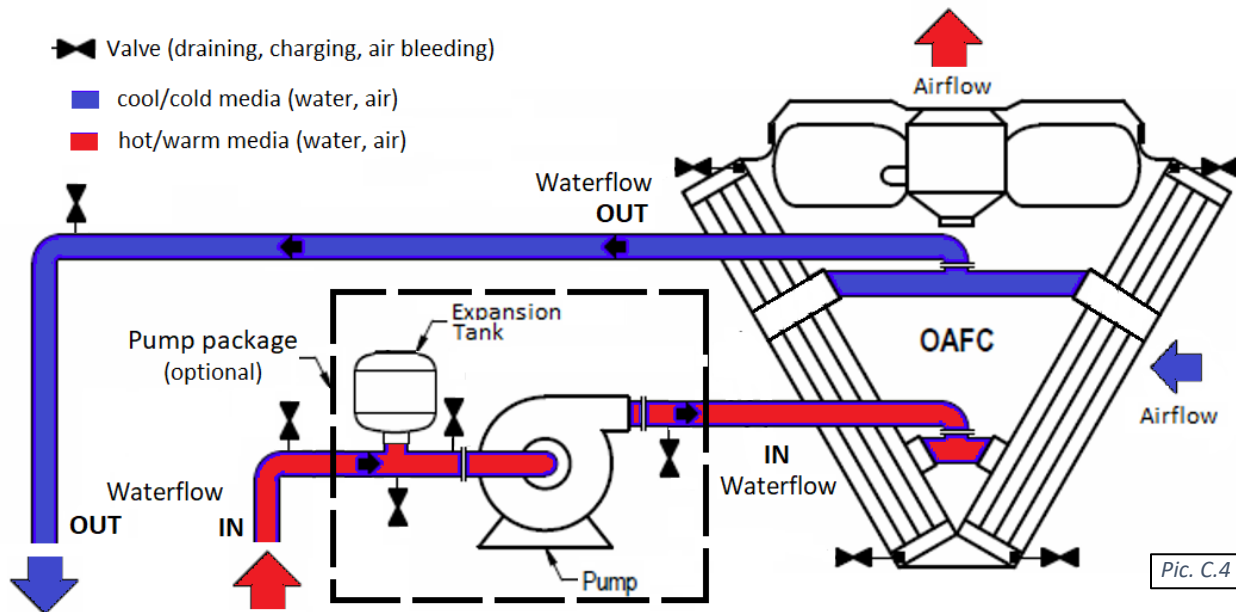 Valve (draining, charging, air bleeding)
cool/cold media (water, air)
hot/warm media (water, air)
Airflow
Waterflow
OUT
Expansion
Tank
Pump package
(optional)
OAFC
Airflow
IN
Waterflow
Waterflow
OUT
IN
Pump
Pic. C.4